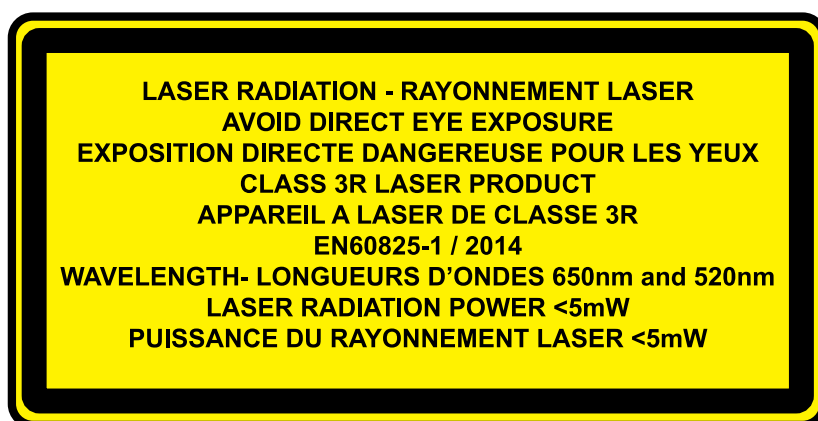 LASER RADIATION - RAYONNEMENT LASER
AVOID DIRECT EYE EXPOSURE
EXPOSITION DIRECTE DANGEREUSE POUR LES YEUX
CLASS 3R LASER PRODUCT
APPAREIL A LASER DE CLASSE 3R
EN60825-1 / 2014
WAVELENGTH- LONGUEURS D'ONDES 650nm and 520nm
LASER RADIATION POWER <5mW
PUISSANCE DU RAYONNEMENT LASER <5mW